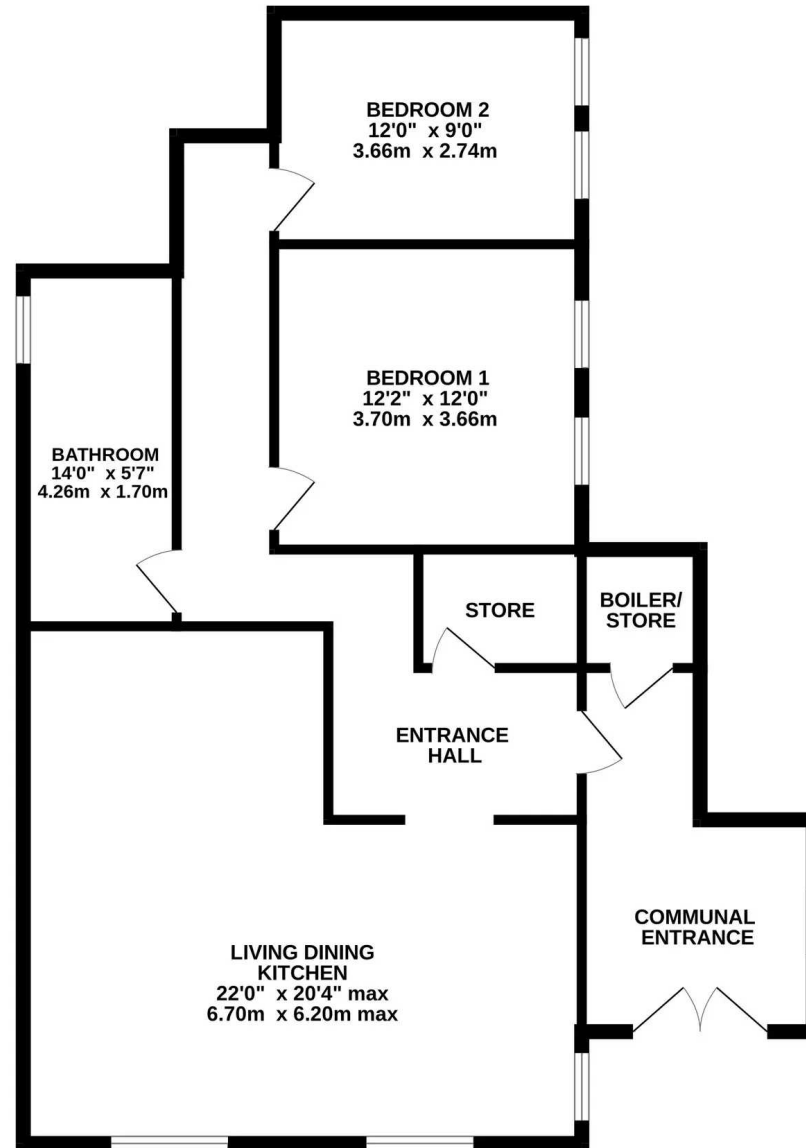 BEDROOM 2
12'0" x 9'0"
3.66m x 2.74m
BEDROOM 1
12'2" x 12'0"
3.70m x 3.66m
BATHROOM
14'0" x 5'7"
4.26m x 1.70m
STORE
BOILER/
STORE
ENTRANCE
HALL
COMMUNAL
ENTRANCE
LIVING DINING
KITCHEN
22'0" x 20'4" max
6.70m x 6.20m max